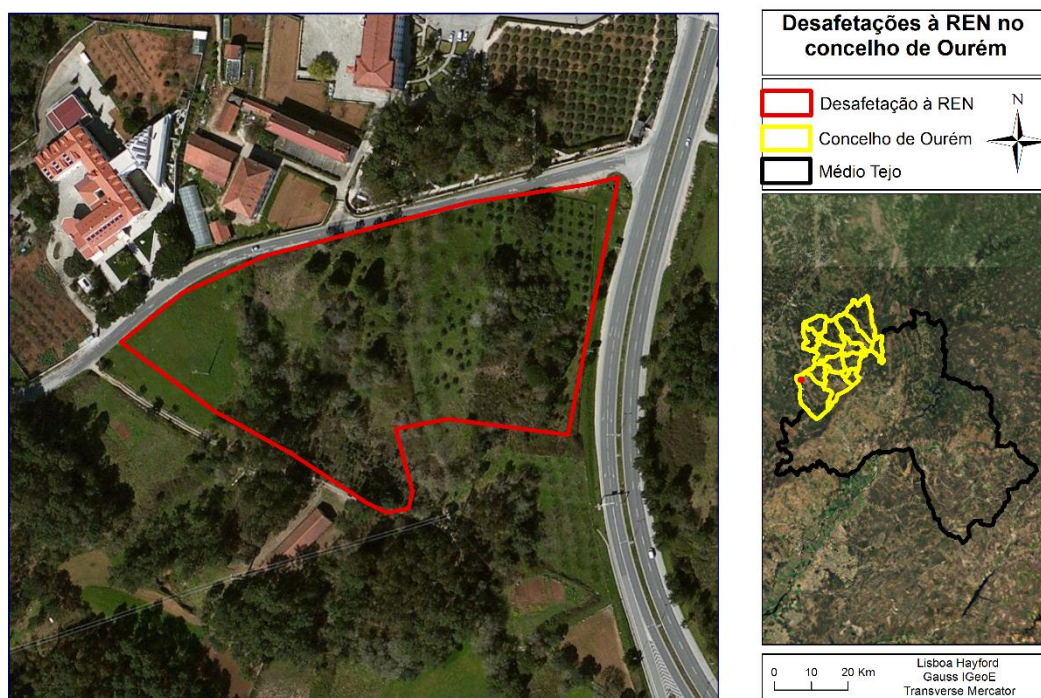 Desafetações à REN no
concelho de Ourém
Desafetação à REN
N
Concelho de Ourém
Médio Tejo
0 10 20 Km
Lisboa Hayford
Gauss IGeoE
Transverse Mercator